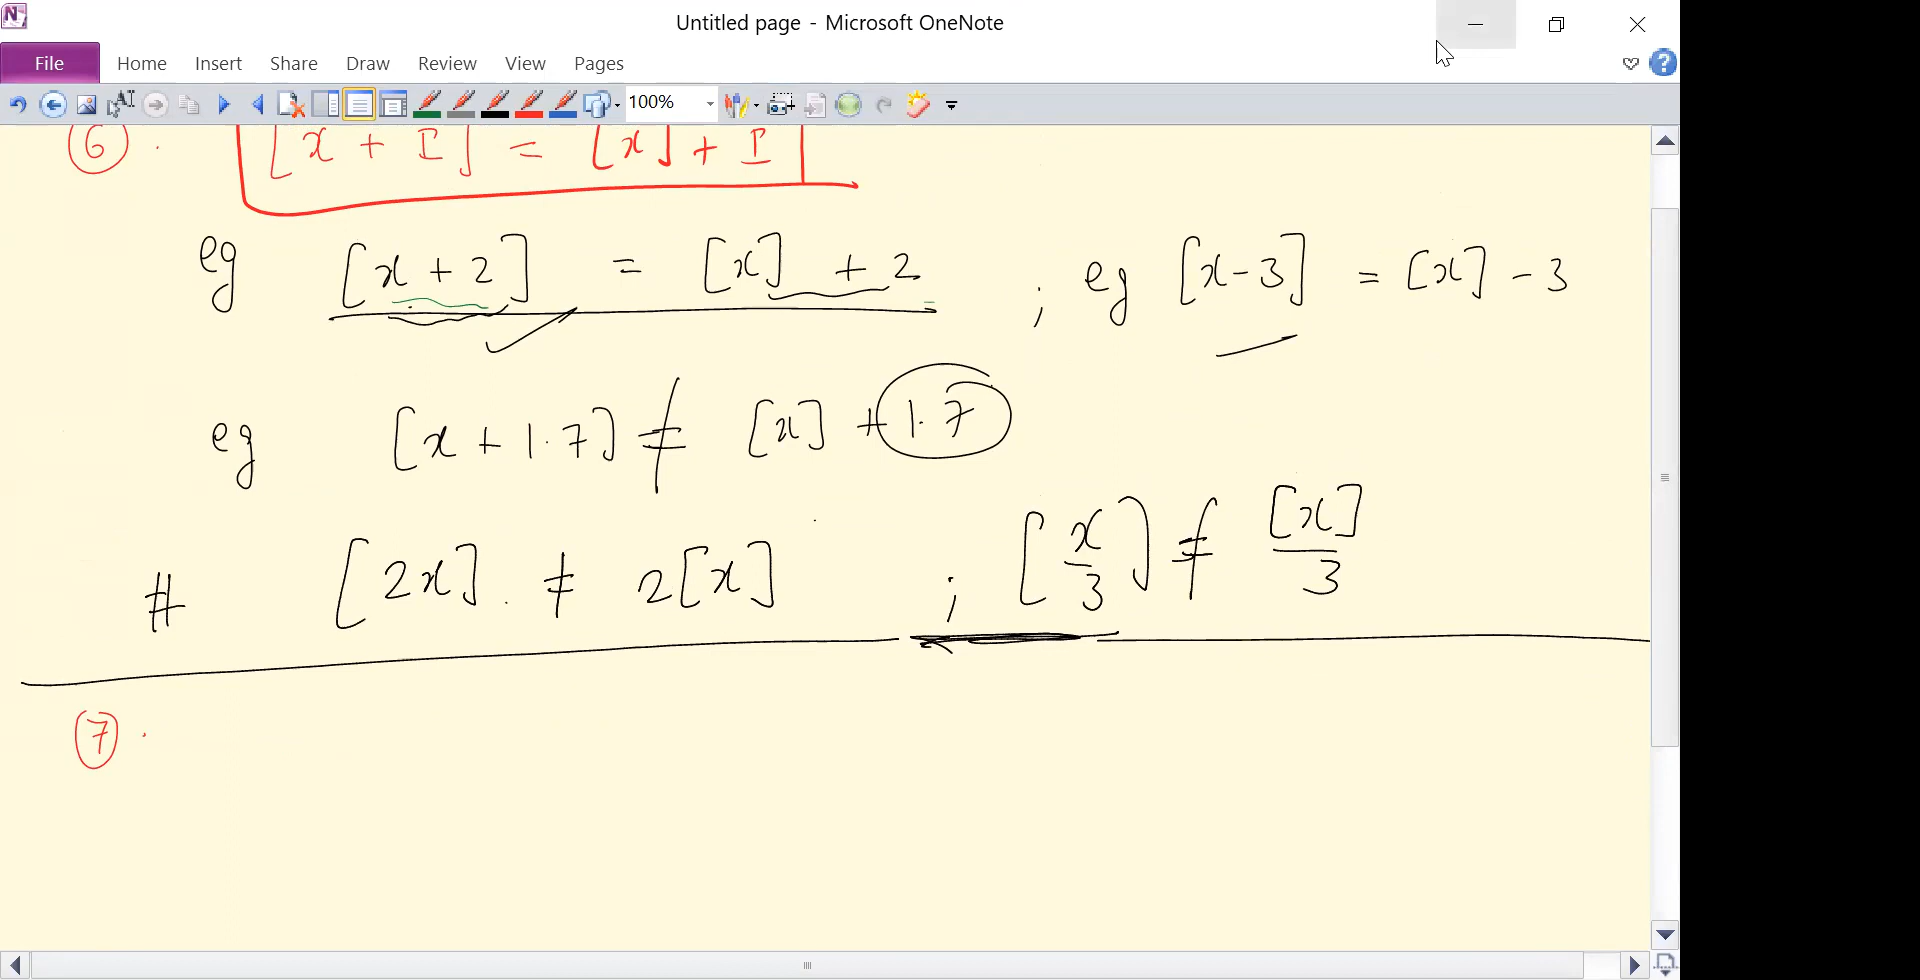 Untitled page - Microsoft OneNote
File Home Insert Share Draw Review View Pages
100%
6. [x + I] = [x] + I
eg [x + 2] = [x] + 2 ; eg [x - 3] = [x] - 3
eg [x + 1.7] ≠ [x] + 1.7
# [2x] ≠ 2[x] ; [x/3] ≠ [x]/3
7.